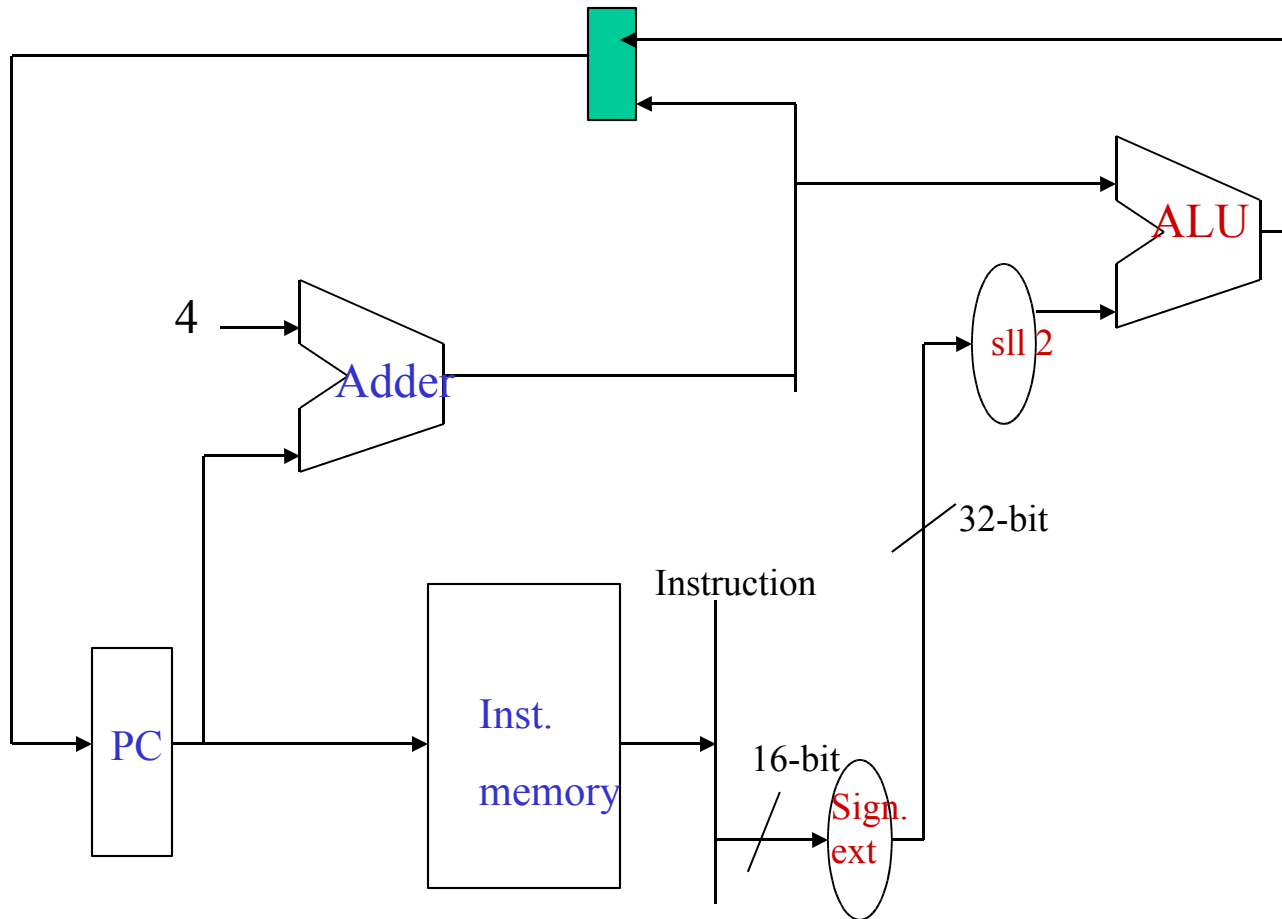 ALU
4
sll 2
Adder
32-bit
Instruction
Inst.
memory
PC
16-bit
Sign.
ext